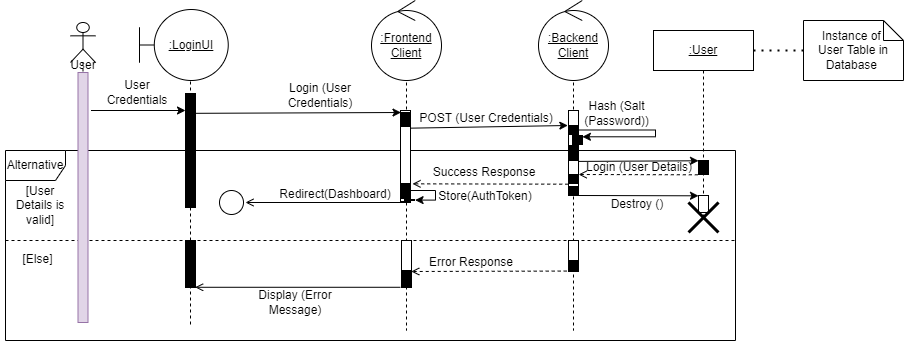 :LoginUI
:Frontend
Client
:Backend
Client
:User
Instance of
User Table in
Database
User
User
Credentials
Login (User
Credentials)
POST (User Credentials)
Hash (Salt
(Password))
Alternative
[User
Details is
valid]
Login (User Details)
Success Response
Redirect(Dashboard)
Store(AuthToken)
Destroy ()
[Else]
Error Response
Display (Error
Message)